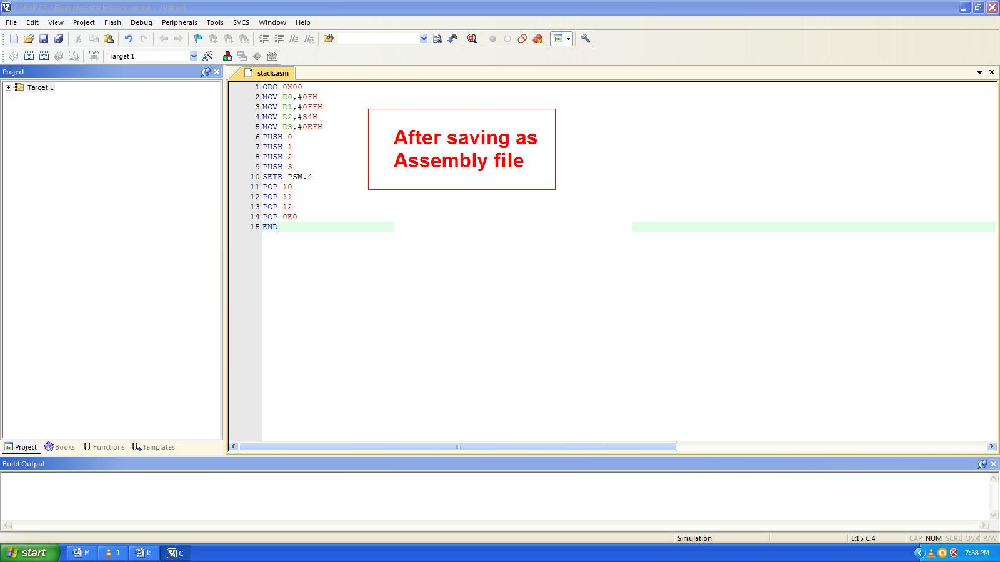 C:\Keil\C51\Examples\stack\stack.uvproj - µVision4
File Edit View Project Flash Debug Peripherals Tools SVCS Window Help
LOAD
Target 1
Project
stack.asm
Target 1
1 ORG 0X00
2 MOV R0,#0FH
3 MOV R1,#0FFH
4 MOV R2,#34H
5 MOV R3,#0EFH
6 PUSH 0
7 PUSH 1
8 PUSH 2
9 PUSH 3
10 SETB PSW.4
11 POP 10
12 POP 11
13 POP 12
14 POP 0E0
15 END
After saving as
Assembly file
Project Books Functions Templates
Build Output
Simulation L:15 C:4 CAP NUM SCRL OVR R/W
start M J k C 7:38 PM